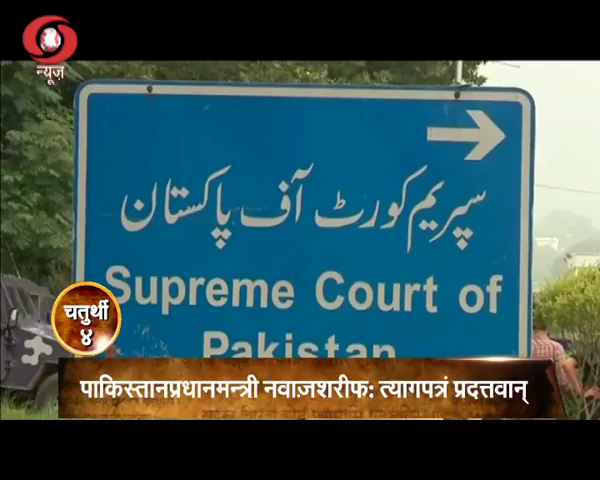 न्यूज़
سپریم کورٹ آف پاکستان
Supreme Court of
Pakistan
चतुर्थी
४
पाकिस्तानप्रधानमन्त्री नवाज़शरीफः त्यागपत्रं प्रदत्तवान्